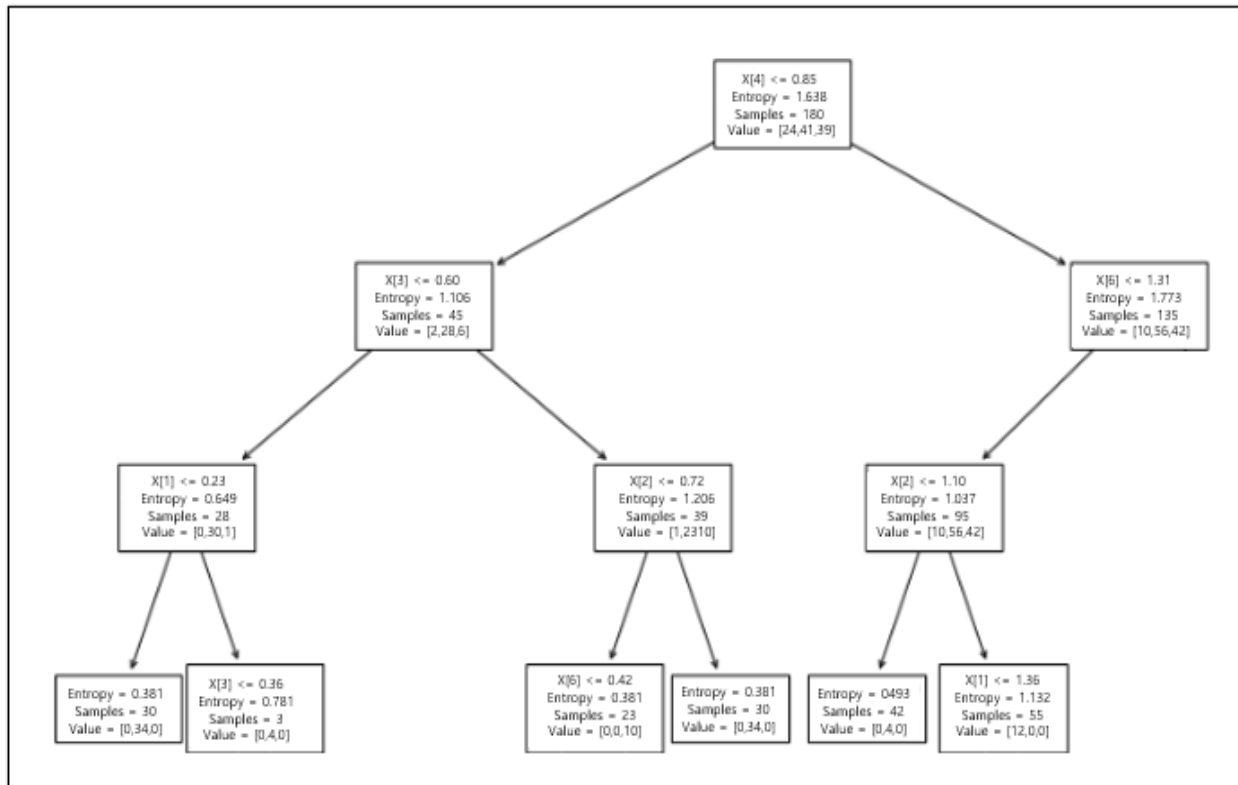 X[4] <= 0.85
Entropy = 1.638
Samples = 180
Value = [24,41,39]
X[3] <= 0.60
Entropy = 1.106
Samples = 45
Value = [2,28,6]
X[6] <= 1.31
Entropy = 1.773
Samples = 135
Value = [10,56,42]
X[1] <= 0.23
Entropy = 0.649
Samples = 28
Value = [0,30,1]
X[2] <= 0.72
Entropy = 1.206
Samples = 39
Value = [1,2310]
X[2] <= 1.10
Entropy = 1.037
Samples = 95
Value = [10,56,42]
Entropy = 0.381
Samples = 30
Value = [0,34,0]
X[3] <= 0.36
Entropy = 0.781
Samples = 3
Value = [0,4,0]
X[6] <= 0.42
Entropy = 0.381
Samples = 23
Value = [0,0,10]
Entropy = 0.381
Samples = 30
Value = [0,34,0]
Entropy = 0493
Samples = 42
Value = [0,4,0]
X[1] <= 1.36
Entropy = 1.132
Samples = 55
Value = [12,0,0]